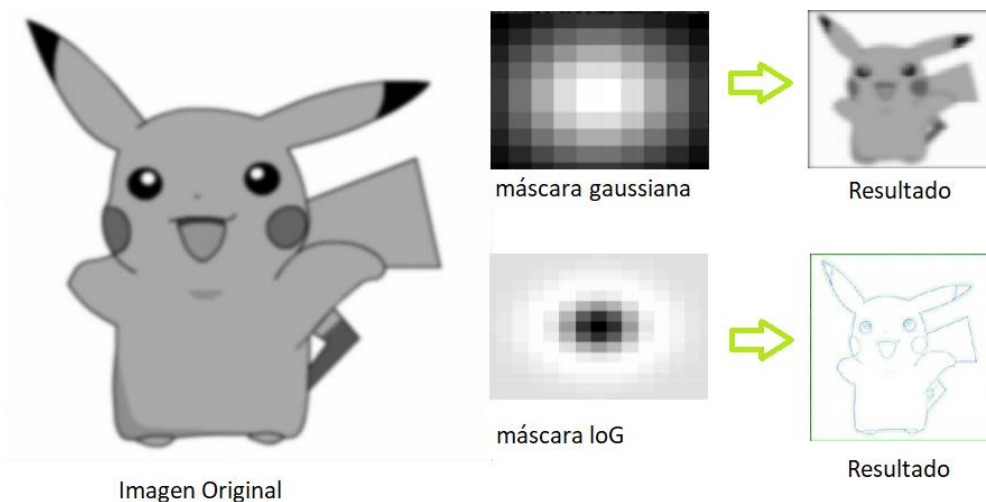 máscara gaussiana
Resultado
máscara loG
Resultado
Imagen Original